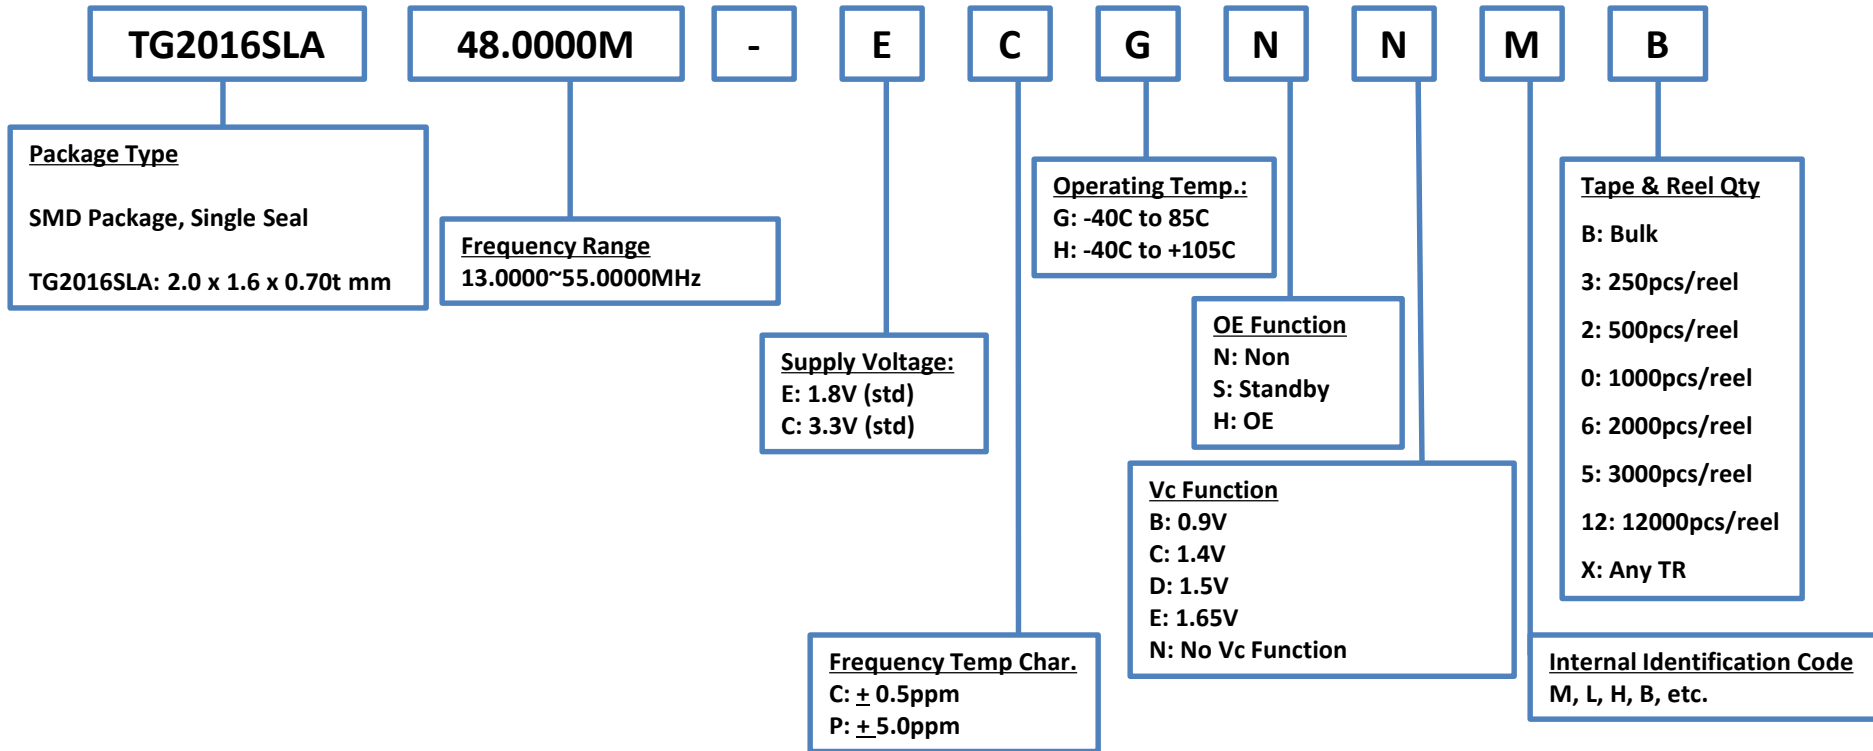 TG2016SLA 48.0000M - E C G N N M B
Package Type
SMD Package, Single Seal
TG2016SLA: 2.0 x 1.6 x 0.70t mm
Frequency Range
13.0000~55.0000MHz
Supply Voltage:
E: 1.8V (std)
C: 3.3V (std)
Frequency Temp Char.
C: ± 0.5ppm
P: ± 5.0ppm
Operating Temp.:
G: -40C to 85C
H: -40C to +105C
OE Function
N: Non
S: Standby
H: OE
Vc Function
B: 0.9V
C: 1.4V
D: 1.5V
E: 1.65V
N: No Vc Function
Internal Identification Code
M, L, H, B, etc.
Tape & Reel Qty
B: Bulk
3: 250pcs/reel
2: 500pcs/reel
0: 1000pcs/reel
6: 2000pcs/reel
5: 3000pcs/reel
12: 12000pcs/reel
X: Any TR